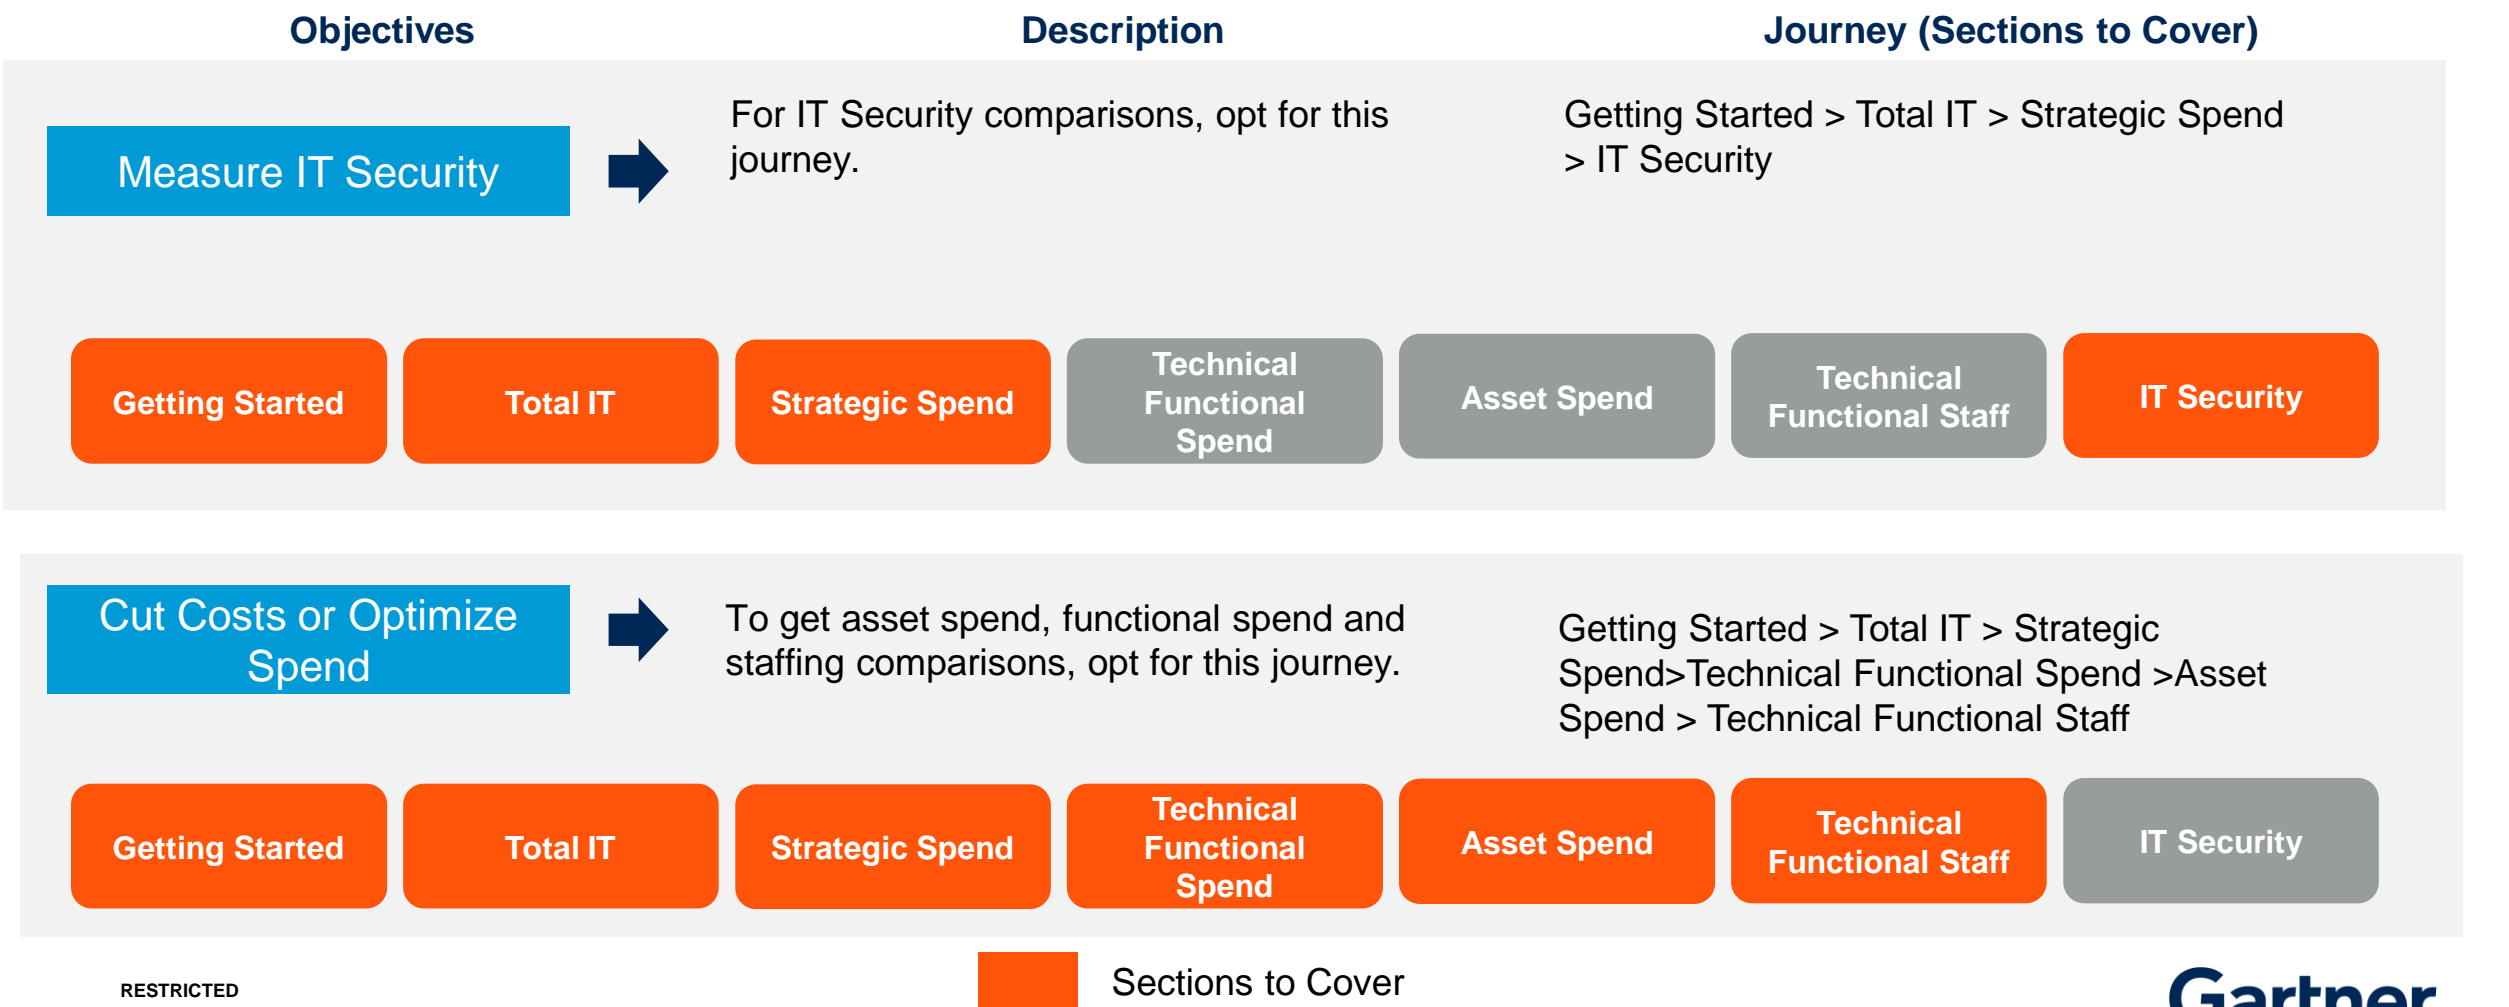 Objectives
Description
Journey (Sections to Cover)
Measure IT Security
For IT Security comparisons, opt for this
journey.
Getting Started > Total IT > Strategic Spend
> IT Security
Getting Started
Total IT
Strategic Spend
Technical
Functional
Spend
Asset Spend
Technical
Functional Staff
IT Security
Cut Costs or Optimize
Spend
To get asset spend, functional spend and
staffing comparisons, opt for this journey.
Getting Started > Total IT > Strategic
Spend>Technical Functional Spend >Asset
Spend > Technical Functional Staff
Getting Started
Total IT
Strategic Spend
Technical
Functional
Spend
Asset Spend
Technical
Functional Staff
IT Security
RESTRICTED
Sections to Cover
Gartner